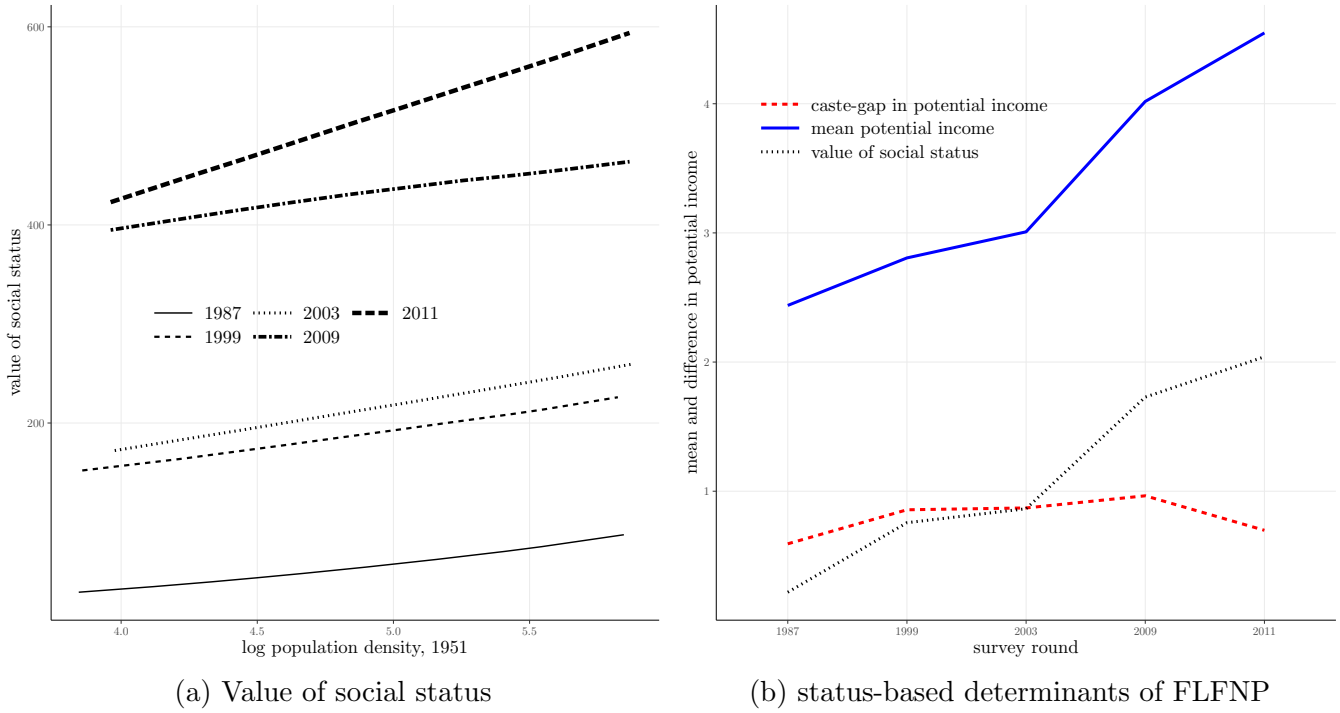 600
400
200
value of social status
1987
2003
2011
1999
2009
4.0
4.5
5.0
5.5
log population density, 1951
(a) Value of social status
4
3
2
1
mean and difference in potential income
caste-gap in potential income
mean potential income
value of social status
1987
1999
2003
2009
2011
survey round
(b) status-based determinants of FLFNP